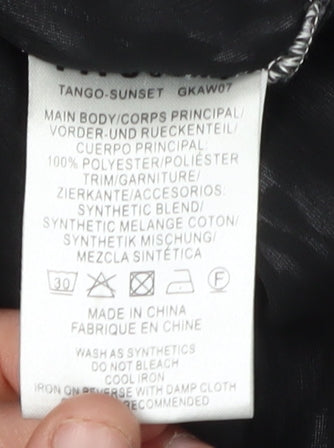 TANGO-SUNSET GKAW07
MAIN BODY/CORPS PRINCIPAL/
VORDER-UND RUECKENTEIL/
CUERPO PRINCIPAL:
100% POLYESTER/POLIÉSTER
TRIM/GARNITURE/
ZIERKANTE/ACCESORIOS:
SYNTHETIC BLEND/
SYNTHETIC MELANGE COTON/
SYNTHETIK MISCHUNG/
MEZCLA SINTÉTICA
30 F
MADE IN CHINA
FABRIQUE EN CHINE
WASH AS SYNTHETICS
DO NOT BLEACH
COOL IRON
IRON ON REVERSE WITH DAMP CLOTH
RECOMMENDED